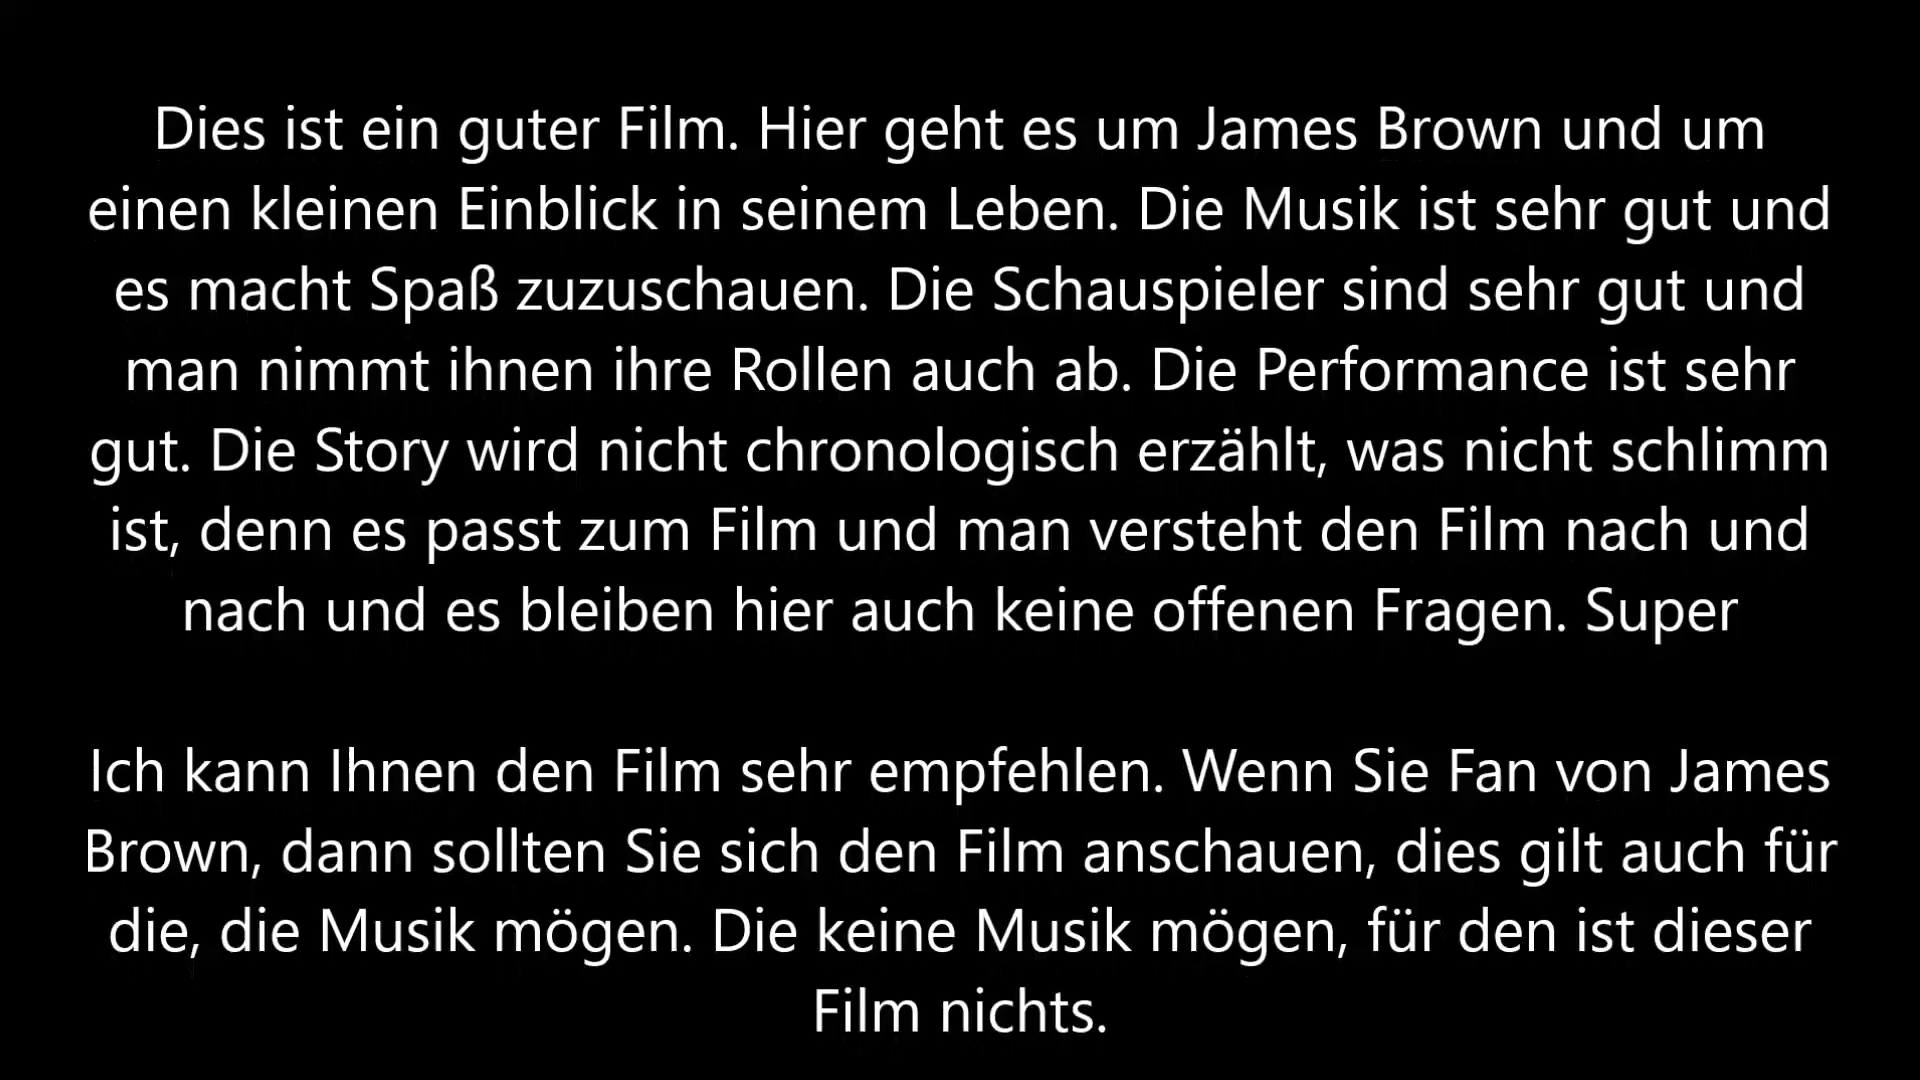 Dies ist ein guter Film. Hier geht es um James Brown und um
einen kleinen Einblick in seinem Leben. Die Musik ist sehr gut und
es macht Spaß zuzuschauen. Die Schauspieler sind sehr gut und
man nimmt ihnen ihre Rollen auch ab. Die Performance ist sehr
gut. Die Story wird nicht chronologisch erzählt, was nicht schlimm
ist, denn es passt zum Film und man versteht den Film nach und
nach und es bleiben hier auch keine offenen Fragen. Super
Ich kann Ihnen den Film sehr empfehlen. Wenn Sie Fan von James
Brown, dann sollten Sie sich den Film anschauen, dies gilt auch für
die, die Musik mögen. Die keine Musik mögen, für den ist dieser
Film nichts.